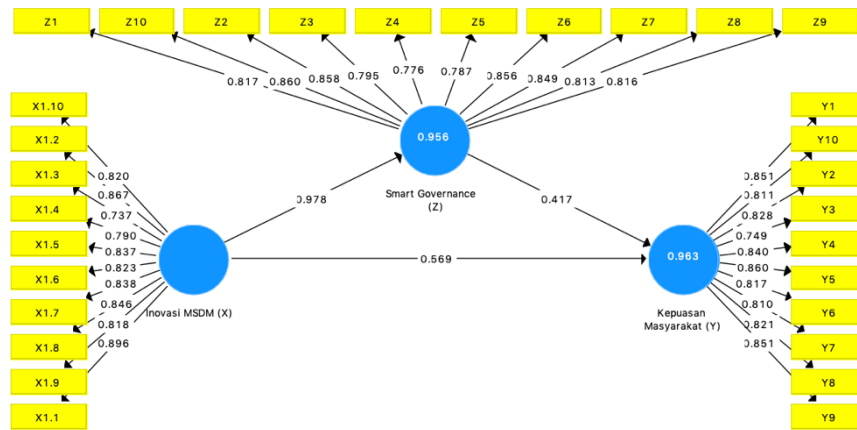 Z1 Z10 Z2 Z3 Z4 Z5 Z6 Z7 Z8 Z9
0.817 0.860 0.858 0.795 0.776 0.787 0.856 0.849 0.813 0.816
X1.10
X1.2
X1.3
X1.4
X1.5
X1.6
X1.7
X1.8
X1.9
X1.1
0.820
0.867
0.737
0.790
0.837
0.823
0.838
0.846
0.818
0.896
Inovasi MSDM (X)
0.978
0.956
Smart Governance
(Z)
0.417
0.569
0.963
Kepuasan
Masyarakat (Y)
0.851
0.811
0.828
0.749
0.840
0.860
0.817
0.810
0.821
0.851
Y1
Y10
Y2
Y3
Y4
Y5
Y6
Y7
Y8
Y9